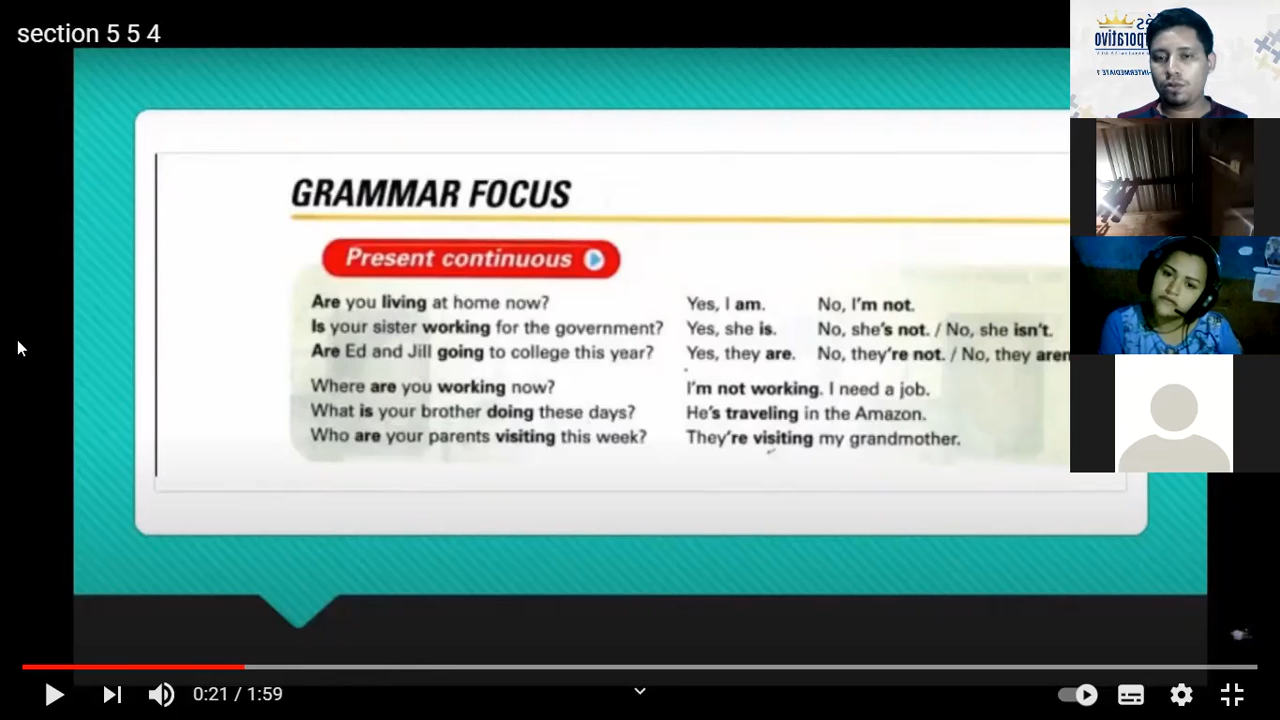 section 5 5 4
GRAMMAR FOCUS
Present continuous
Are you living at home now? Yes, I am. No, I'm not.
Is your sister working for the government? Yes, she is. No, she's not. / No, she isn't.
Are Ed and Jill going to college this year? Yes, they are. No, they're not. / No, they aren
Where are you working now? I'm not working. I need a job.
What is your brother doing these days? He's traveling in the Amazon.
Who are your parents visiting this week? They're visiting my grandmother.
0:21 / 1:59